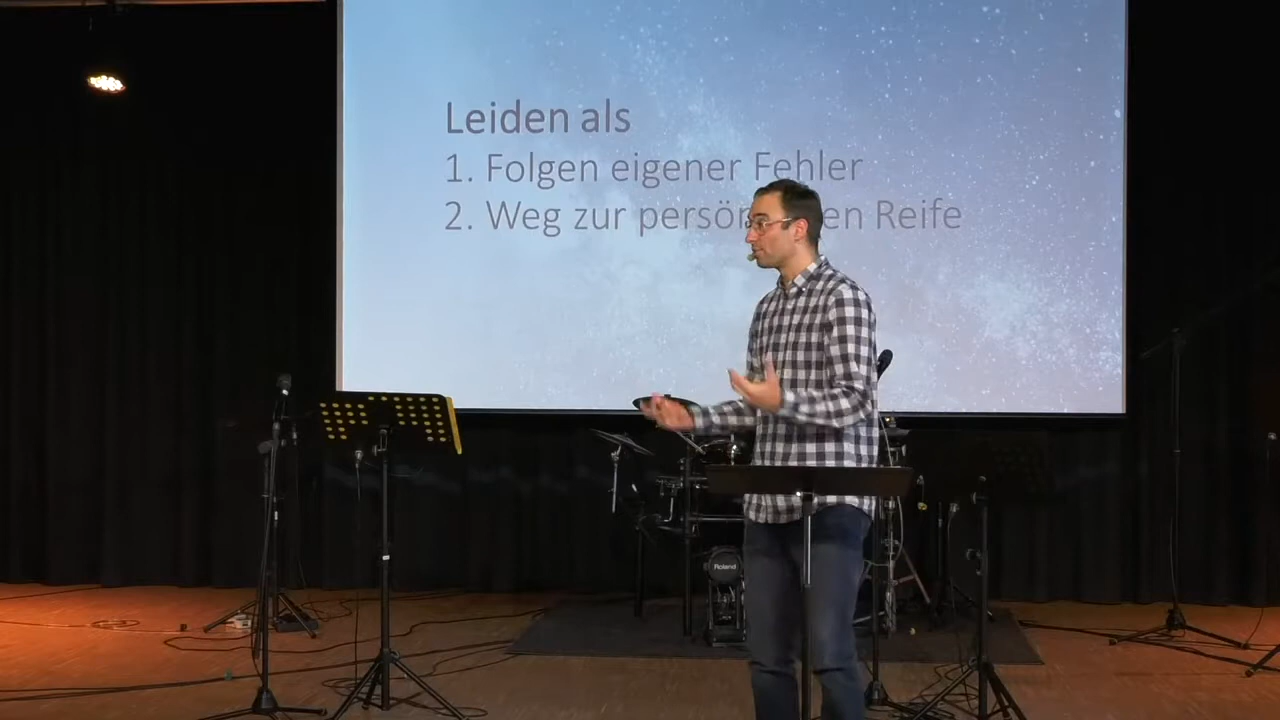 Leiden als
1. Folgen eigener Fehler
2. Weg zur Reife
Roland